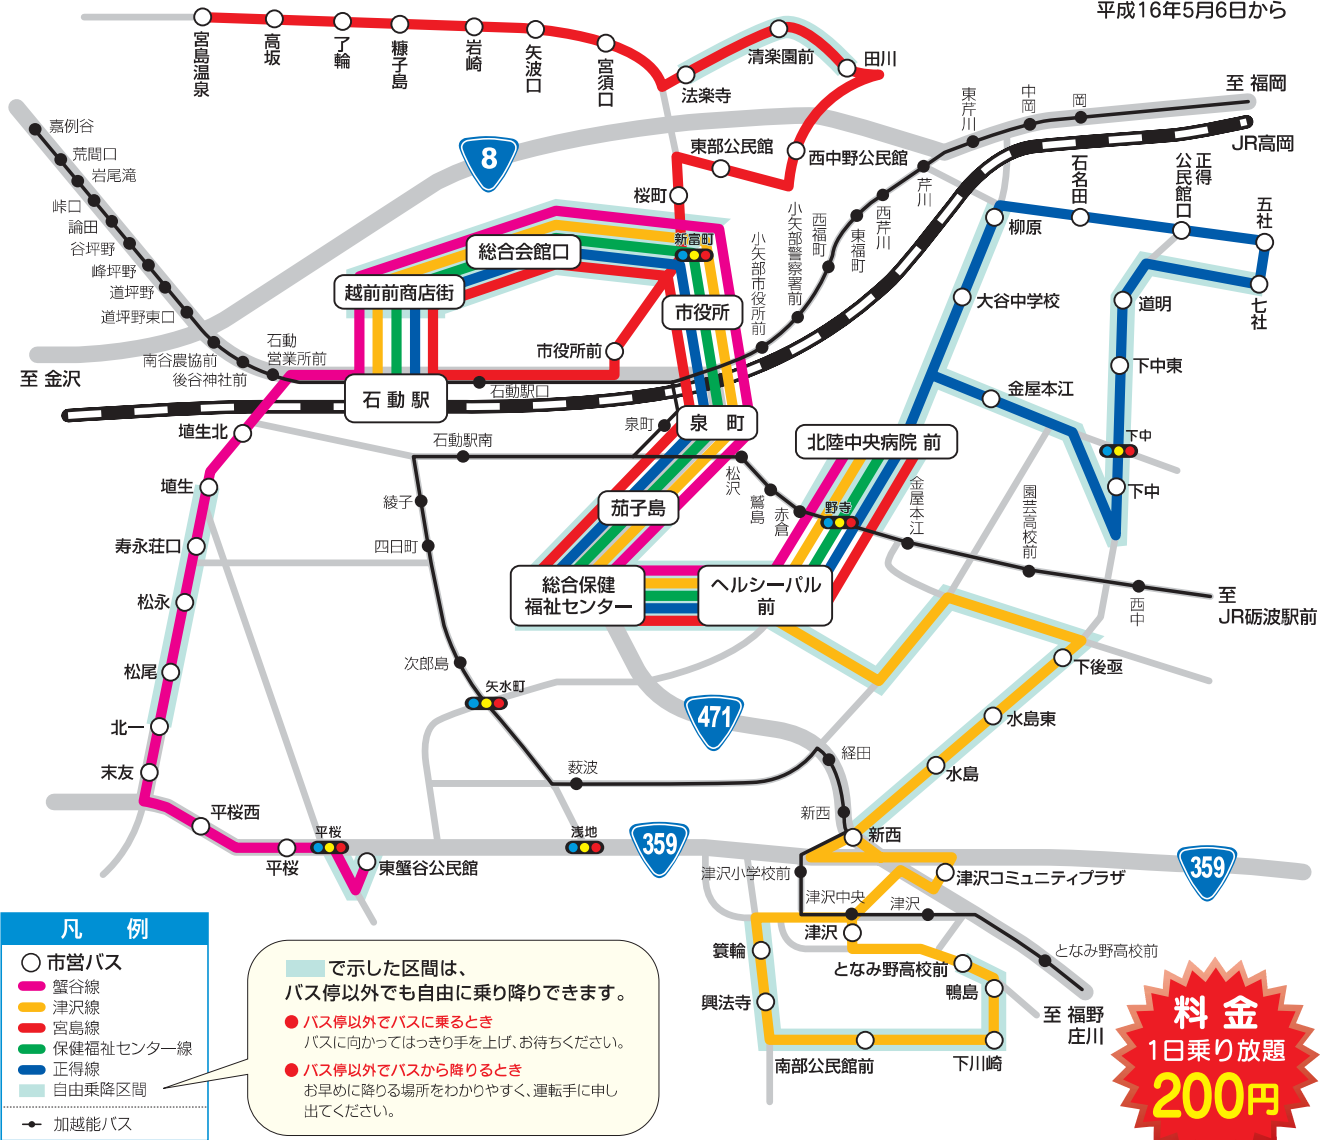 平成16年5月6日から
宮島温泉
高坂
了輪
糠子島
岩崎
矢波口
宮須口
法楽寺
清楽園前
田川
至 福岡
JR高岡
嘉例谷
荒間口
岩尾滝
峠口
論田
谷坪野
峰坪野
道坪野
道坪野東口
南谷農協前
後谷神社前
石動
営業所前
至 金沢
8
東部公民館
西中野公民館
桜町
新富町
総合会館口
越前前商店街
市役所
市役所前
石動駅
石動駅口
小矢部市役所前
小矢部警察署前
西福町
東福町
西芹川
芹川
東芹川
中岡
岡
石名田
正得
公民館口
五社
七社
柳原
大谷中学校
道明
下中東
金屋本江
下中
下中
埴生北
埴生
寿永荘口
松永
松尾
北一
末友
平桜西
平桜
平桜
東蟹谷公民館
石動駅南
綾子
四日町
次郎島
矢水町
薮波
浅地
泉町
泉 町
松沢
鷲島
赤倉
野寺
北陸中央病院 前
金屋本江
園芸高校前
西中
至
JR砺波駅前
茄子島
総合保健
福祉センター
ヘルシーパル
前
471
経田
新西
新西
下後亟
水島東
水島
359
359
津沢小学校前
津沢中央
津沢
津沢
津沢コミュニティプラザ
となみ野高校前
となみ野高校前
鴨島
下川崎
南部公民館前
興法寺
簑輪
至 福野
庄川
凡 例
市営バス
蟹谷線
津沢線
宮島線
保健福祉センター線
正得線
自由乗降区間
加越能バス
で示した区間は、
バス停以外でも自由に乗り降りできます。
●バス停以外でバスに乗るとき
バスに向かってはっきり手を上げ、お待ちください。
●バス停以外でバスから降りるとき
お早めに降りる場所をわかりやすく、運転手に申し
出てください。
料 金
1日乗り放題
200円